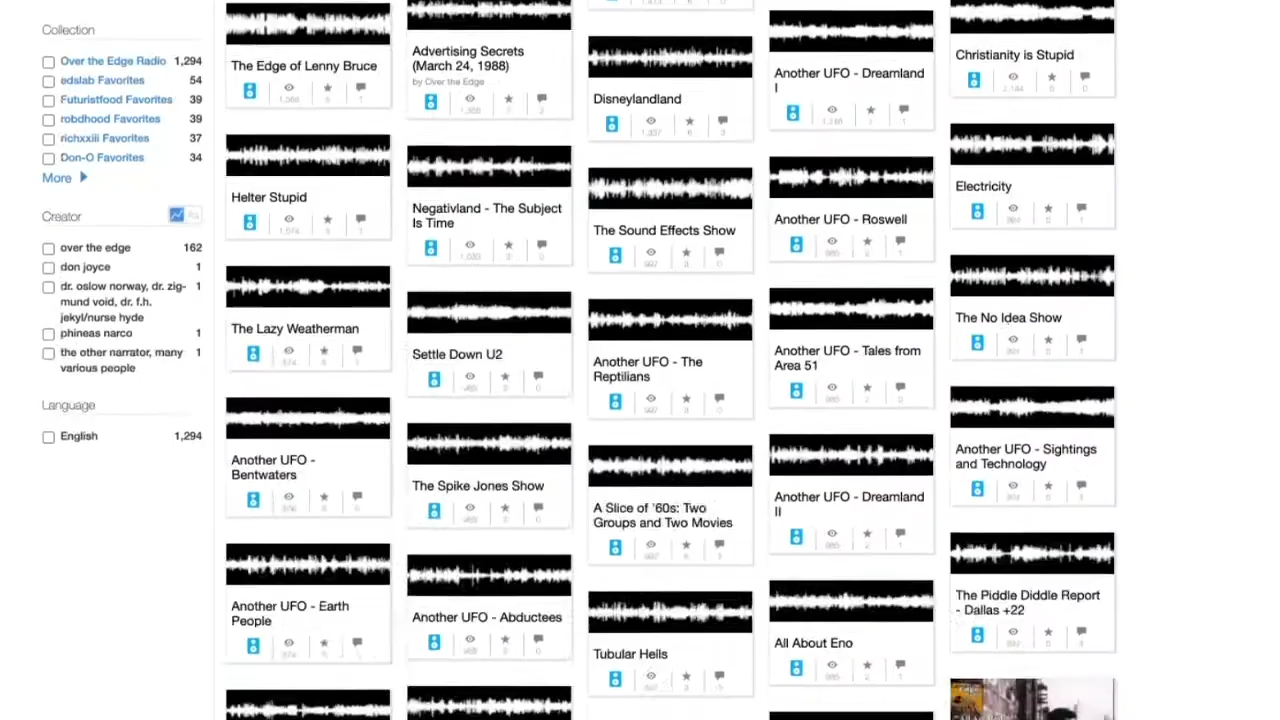 Collection
Over the Edge Radio 1,294
edslab Favorites 54
Futuristfood Favorites 39
robdhood Favorites 39
richxxiii Favorites 37
Don-O Favorites 34
More
Creator
over the edge 162
don joyce 1
dr. oslow norway, dr. zig- 1
mund void, dr. f.h.
jekyl/nurse hyde
phineas narco 1
the other narrator, many 1
various people
Language
English 1,294
The Edge of Lenny Bruce
Helter Stupid
The Lazy Weatherman
Another UFO -
Bentwaters
Another UFO - Earth
People
Advertising Secrets
(March 24, 1988)
by Over the Edge
Negativland - The Subject
Is Time
Settle Down U2
The Spike Jones Show
Another UFO - Abductees
Disneylandland
The Sound Effects Show
Another UFO - The
Reptilians
A Slice of '60s: Two
Groups and Two Movies
Tubular Hells
Another UFO - Dreamland
I
Another UFO - Roswell
Another UFO - Tales from
Area 51
Another UFO - Dreamland
II
All About Eno
Christianity is Stupid
Electricity
The No Idea Show
Another UFO - Sightings
and Technology
The Piddle Diddle Report
- Dallas +22